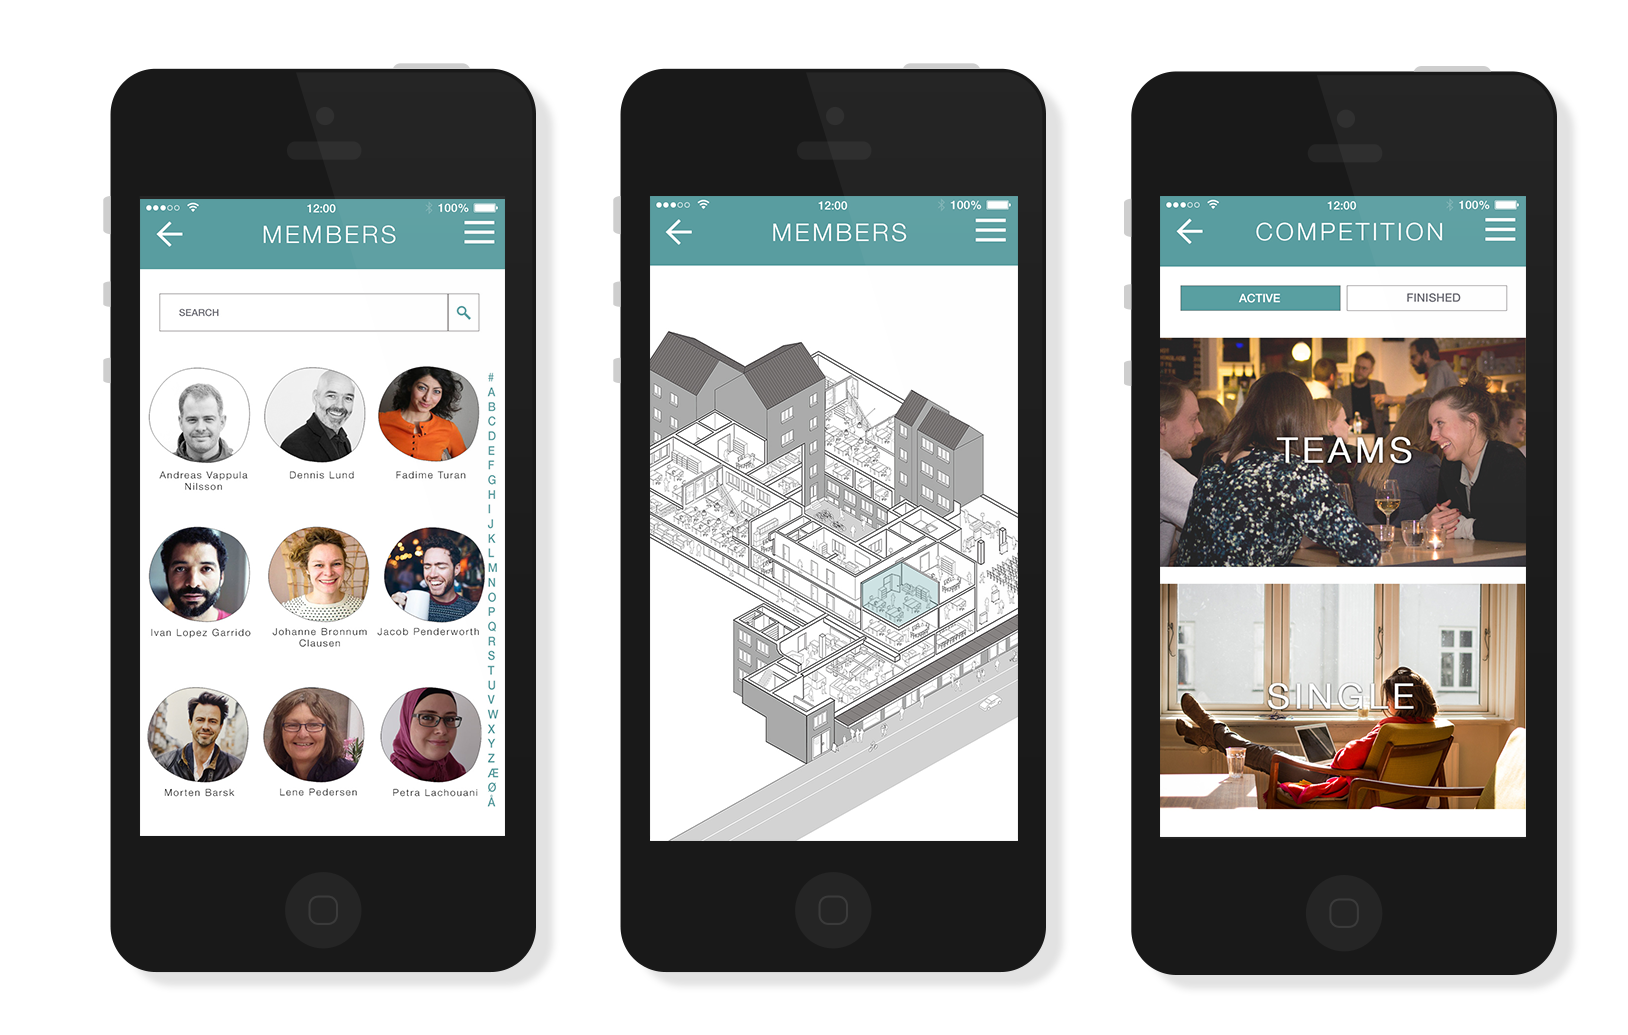 12:00
100%
MEMBERS
SEARCH
Andreas Vappula
Nilsson
Dennis Lund
Fadime Turan
Ivan Lopez Garrido
Johanne Bronnum
Clausen
Jacob Penderworth
Morten Barsk
Lene Pedersen
Petra Lachouani
#
A
B
C
D
E
F
G
H
I
J
K
L
M
N
O
P
Q
R
S
T
U
V
W
X
Y
Z
Æ
Ø
Å
12:00
100%
MEMBERS
12:00
100%
COMPETITION
ACTIVE
FINISHED
TEAMS
SINGLE